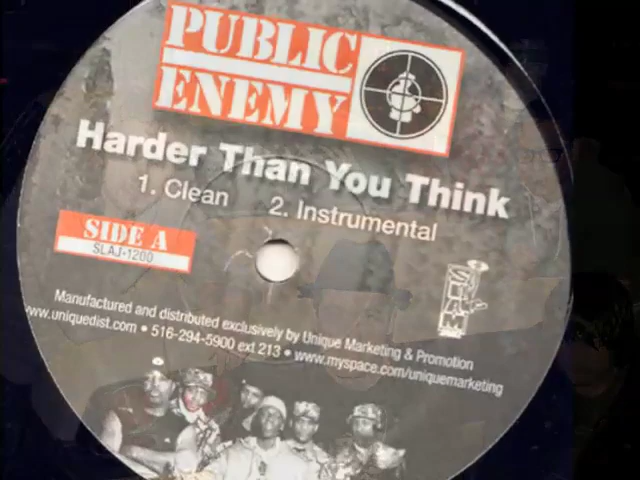 PUBLIC
ENEMY
Harder Than You Think
1. Clean 2. Instrumental
SIDE A
SLAJ-1200
SLAM
Manufactured and distributed exclusively by Unique Marketing & Promotion
www.uniquedist.com • 516-294-5900 ext 213 • www.myspace.com/uniquemarketing